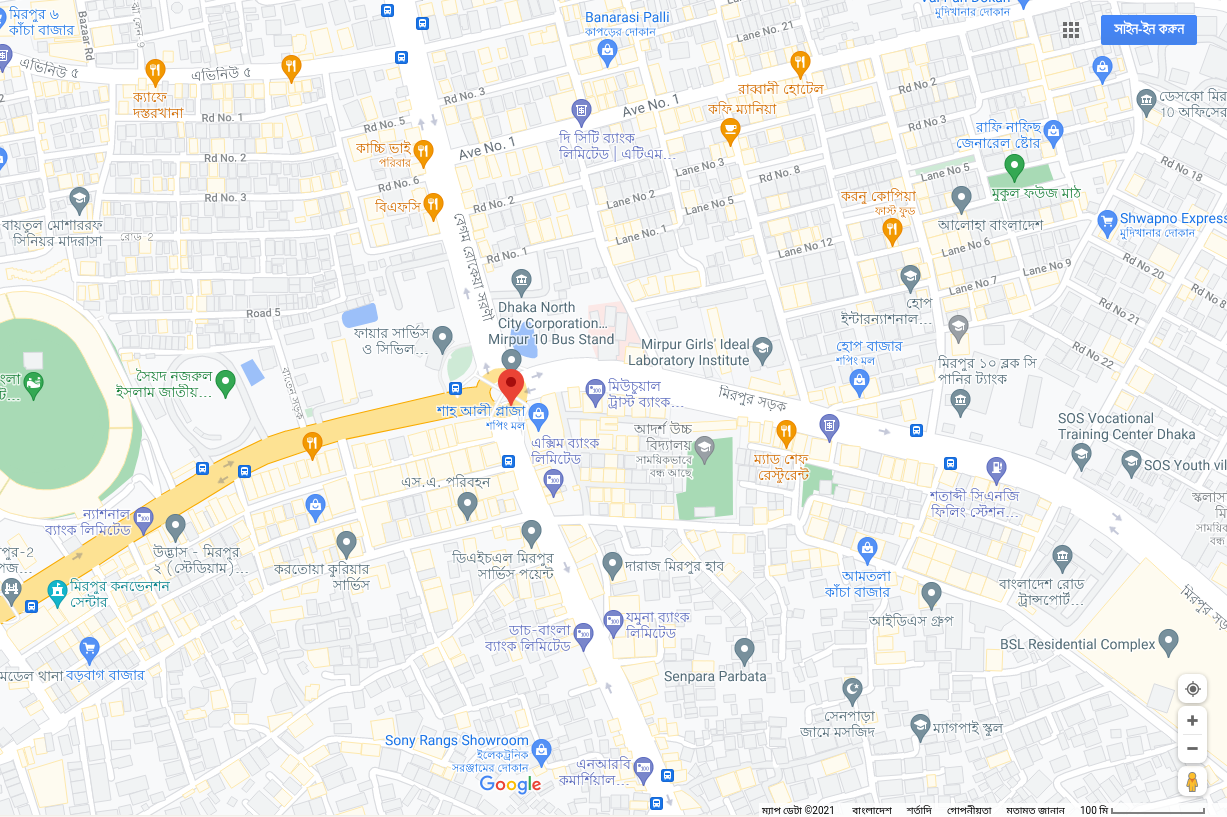 মিরপুর ৬
কাঁচা বাজার
Bazaar Rd
Banarasi Palli
কাপড়ের দোকান
মুদিখানার দোকান
Lane No. 21
সাইন-ইন করুন
এভিনিউ ৫
এভিনিউ ৫
ক্যাফে
দস্তরখানা
Rd No. 3
Ave No. 1
রাব্বানী হোটেল
কফি ম্যানিয়া
Rd No. 2
ডেসকো মির
10 অফিসের
Rd No. 1
Rd No. 5
দি সিটি ব্যাংক
লিমিটেড | এটিএম...
Rd No. 3
রাফি নাফিছ
জেনারেল ষ্টোর
কাচ্চি ভাই
পরিবার
Ave No. 1
Rd No. 2
Lane No. 3
Rd No. 8
Lane No. 5
Rd No. 18
Rd No. 6
Rd No. 3
Lane No. 2
Lane No. 5
করনু কোপিয়া
ফাস্ট ফুড
মুকুল ফউজ মাঠ
বিএফসি
Rd No. 2
বায়তুল মোশাররফ
সিনিয়র মাদরাসা
রোড 2
বেগম রোকেয়া সরণী
Lane No. 1
Lane No. 12
আলোহা বাংলাদেশ
Shwapno Express
মুদিখানার দোকান
Rd No. 1
Lane No. 6
Rd No. 20
Lane No. 9
Lane No. 7
Rd No. 8
Road 5
Dhaka North
City Corporation...
হোপ
ইন্টারন্যাশনাল...
Rd No. 21
ফায়ার সার্ভিস
ও সিভিল...
Mirpur 10 Bus Stand
Mirpur Girls' Ideal
Laboratory Institute
হোপ বাজার
শপিং মল
Rd No. 22
মিরপুর ১০ ব্লক সি
পানির ট্যাংক
সৈয়দ নজরুল
ইসলাম জাতীয়...
মিউচুয়াল
ট্রাস্ট ব্যাংক...
মিরপুর সড়ক
শাহ আলী প্লাজা
শপিং মল
আদর্শ উচ্চ
বিদ্যালয়
সাময়িকভাবে
বন্ধ আছে
SOS Vocational
Training Center Dhaka
এক্সিম ব্যাংক
লিমিটেড
ম্যাড শেফ
রেস্টুরেন্ট
SOS Youth vil
এস.এ. পরিবহন
শতাব্দী সিএনজি
ফিলিং স্টেশন...
ন্যাশনাল
ব্যাংক লিমিটেড
উদ্ভাস - মিরপুর
২ (স্টেডিয়াম)...
করতোয়া কুরিয়ার
সার্ভিস
ডিএইচএল মিরপুর
সার্ভিস পয়েন্ট
দারাজ মিরপুর হাব
আমতলা
কাঁচা বাজার
বাংলাদেশ রোড
ট্রান্সপোর্ট...
মিরপুর কনভেনশন
সেন্টার
আইডিএস গ্রুপ
ডাচ-বাংলা
ব্যাংক লিমিটেড
যমুনা ব্যাংক
লিমিটেড
BSL Residential Complex
মডেল থানা
বড়বাগ বাজার
Senpara Parbata
সেনপাড়া
জামে মসজিদ
ম্যাগপাই স্কুল
Sony Rangs Showroom
ইলেকট্রনিক
সরঞ্জামের দোকান
এনআরবি
কমার্শিয়াল...
Google
ম্যাপ ডেটা ©2021 বাংলাদেশ শর্তাদি গোপনীয়তা মতামত জানান 100 মি